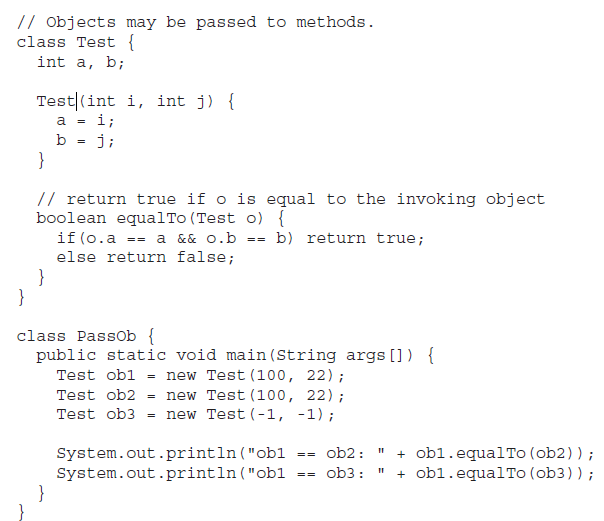 // Objects may be passed to methods.
class Test {
  int a, b;

  Test(int i, int j) {
    a = i;
    b = j;
  }

  // return true if o is equal to the invoking object
  boolean equalTo(Test o) {
    if(o.a == a && o.b == b) return true;
    else return false;
  }
}

class PassOb {
  public static void main(String args[]) {
    Test ob1 = new Test(100, 22);
    Test ob2 = new Test(100, 22);
    Test ob3 = new Test(-1, -1);

    System.out.println("ob1 == ob2: " + ob1.equalTo(ob2));
    System.out.println("ob1 == ob3: " + ob1.equalTo(ob3));
  }
}